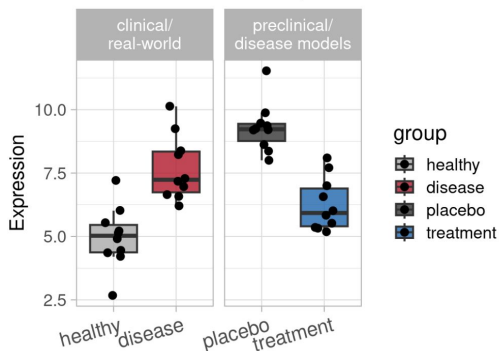 clinical/
real-world
preclinical/
disease models
Expression
10.0
7.5
5.0
2.5
healthy
disease
placebo
treatment
group
healthy
disease
placebo
treatment